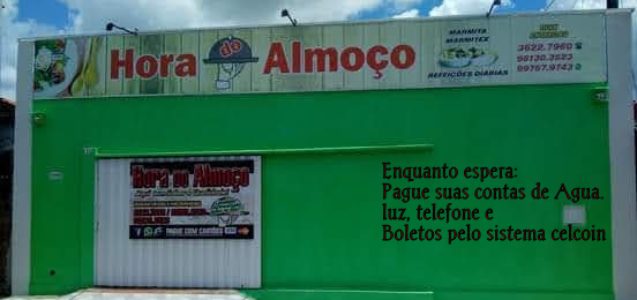 Hora do Almoço
MARMITA
MARMITEX
REFEIÇÕES DIÁRIAS
3622.7960
98130.3523
99757.9743
Hora do Almoço
PAGUE COM CARTÕES
Enquanto espera:
Pague suas contas de Agua.
luz, telefone e
Boletos pelo sistema celcoin